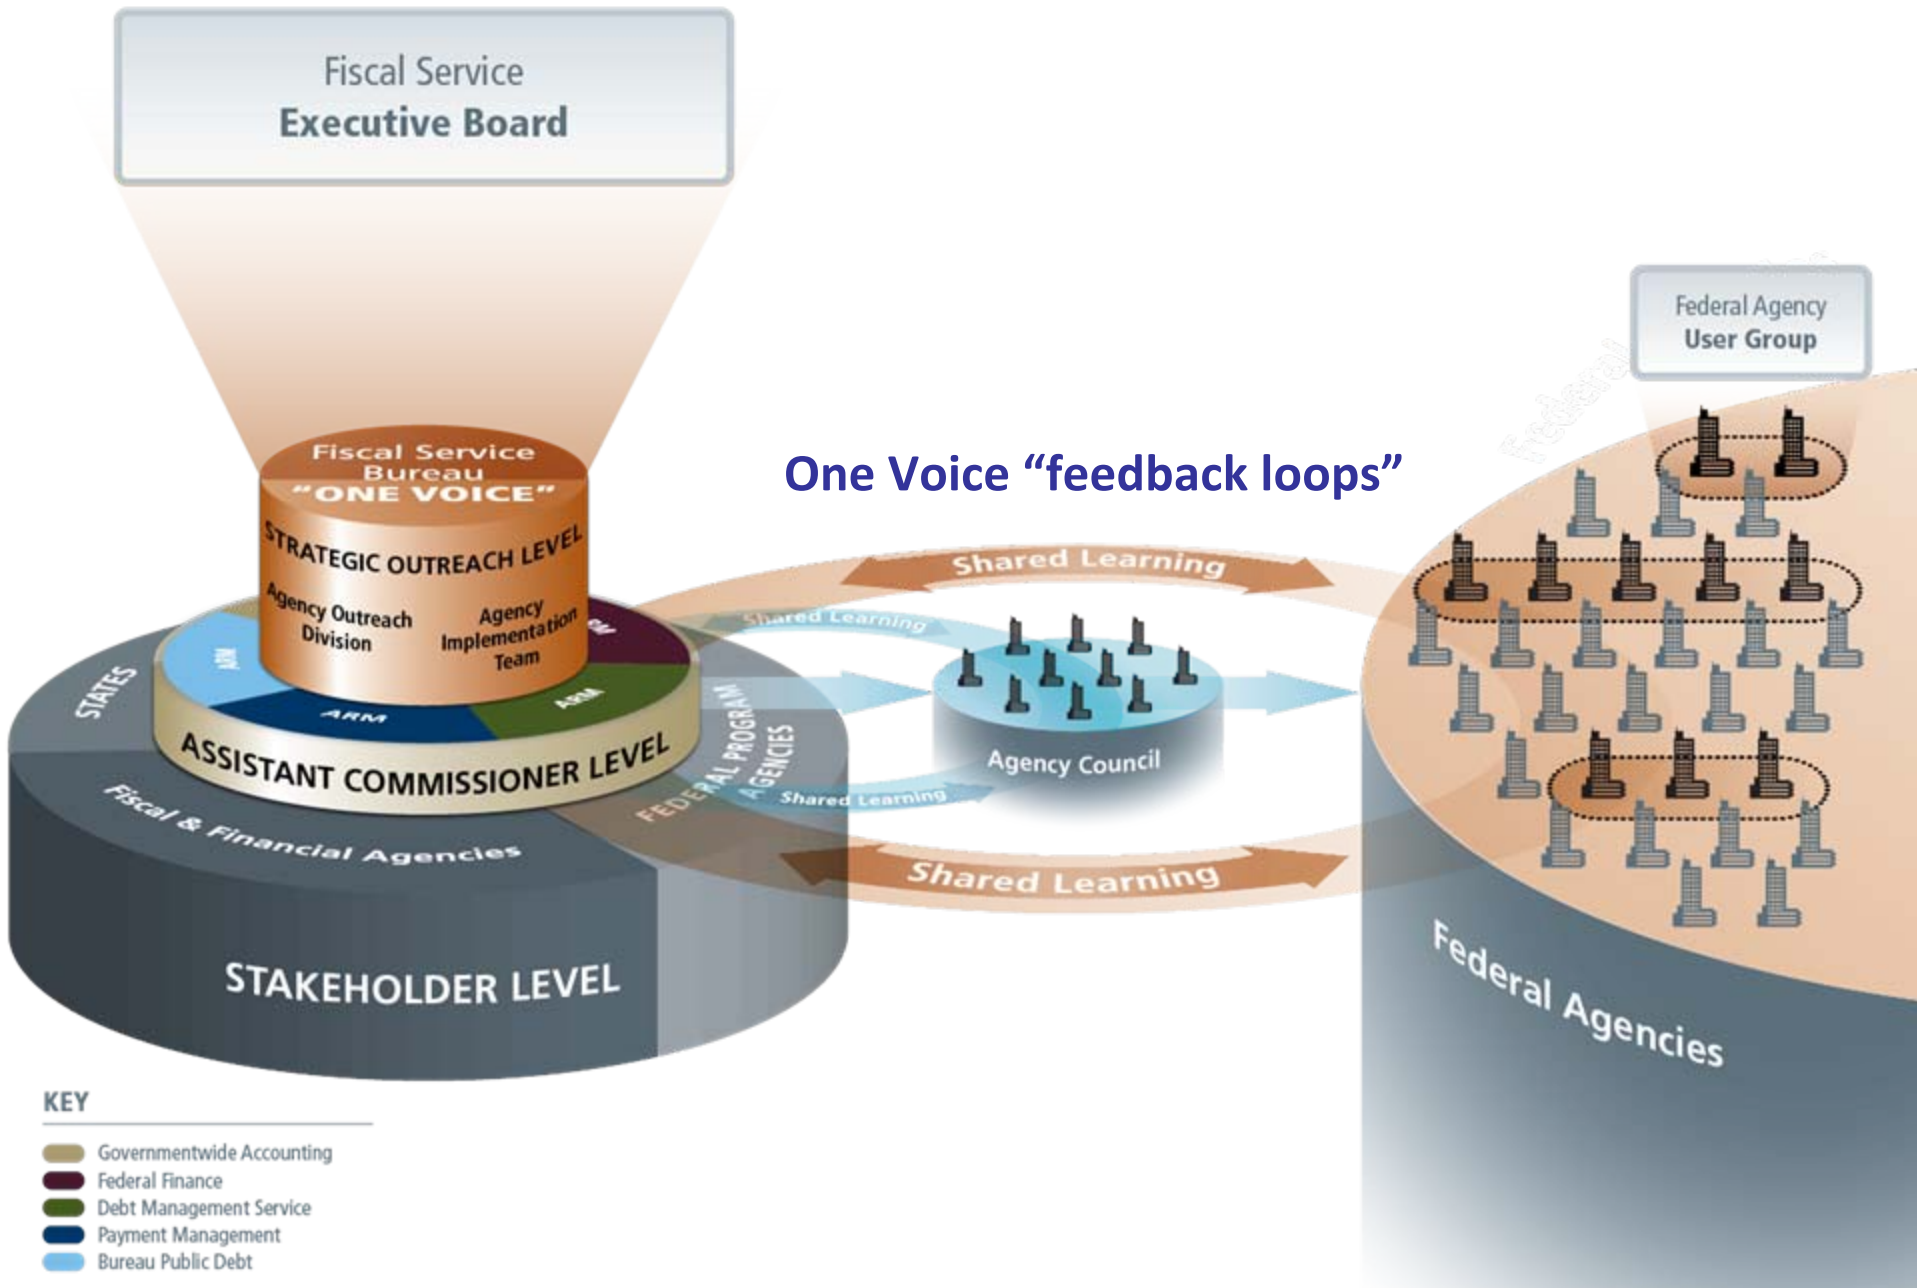 Fiscal Service
Executive Board
Federal Agency
User Group
Federal
One Voice “feedback loops”
Fiscal Service
Bureau
"ONE VOICE"
STRATEGIC OUTREACH LEVEL
Agency Outreach
Division
Agency
Implementation
Team
ARM
RM
ARM
ARM
ASSISTANT COMMISSIONER LEVEL
STATES
Fiscal & Financial Agencies
FEDERAL PROGRAM
AGENCIES
STAKEHOLDER LEVEL
Shared Learning
Shared Learning
Agency Council
Shared Learning
Shared Learning
Federal Agencies
KEY
Governmentwide Accounting
Federal Finance
Debt Management Service
Payment Management
Bureau Public Debt